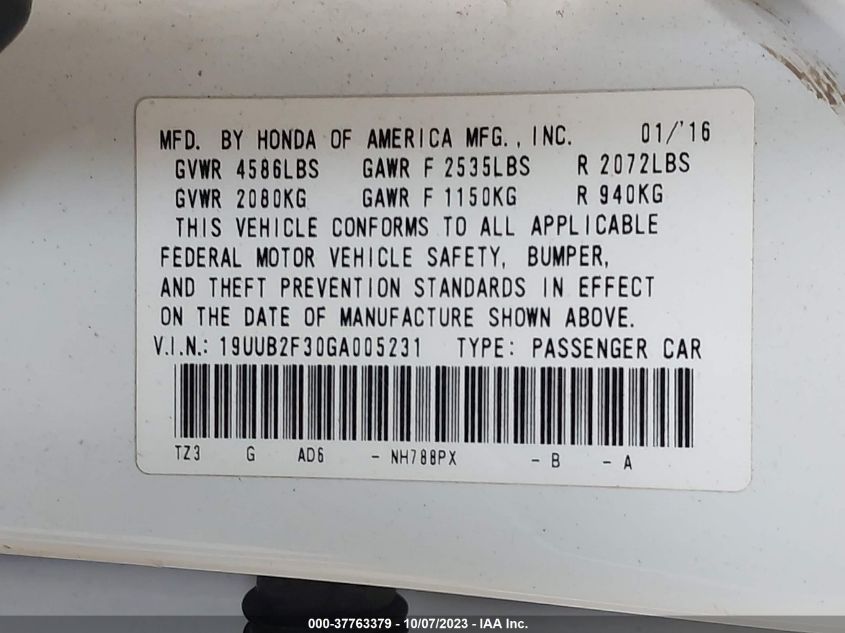 MFD. BY HONDA OF AMERICA MFG., INC. 01/'16
GVWR 4586LBS GAWR F 2535LBS R 2072LBS
GVWR 2080KG GAWR F 1150KG R 940KG
THIS VEHICLE CONFORMS TO ALL APPLICABLE
FEDERAL MOTOR VEHICLE SAFETY, BUMPER,
AND THEFT PREVENTION STANDARDS IN EFFECT
ON THE DATE OF MANUFACTURE SHOWN ABOVE.
V.I.N.: 19UUB2F30GA005231 TYPE: PASSENGER CAR
TZ3 G AD6 - NH788PX - B - A
000-37763379 - 10/07/2023 - IAA Inc.